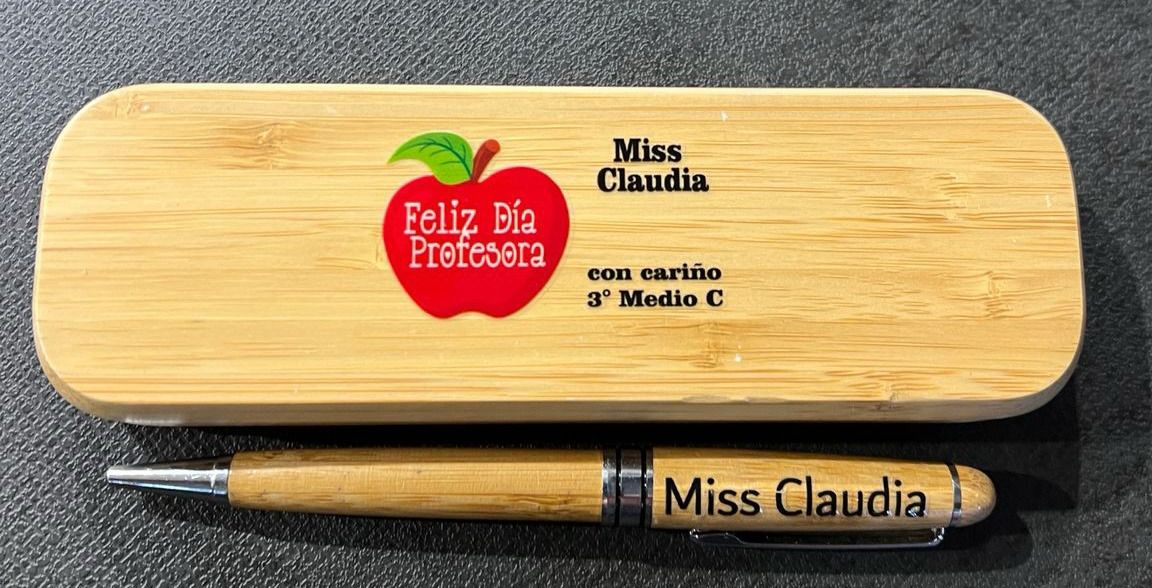 Feliz Día
Profesora
Miss
Claudia
con cariño
3° Medio C
Miss Claudia